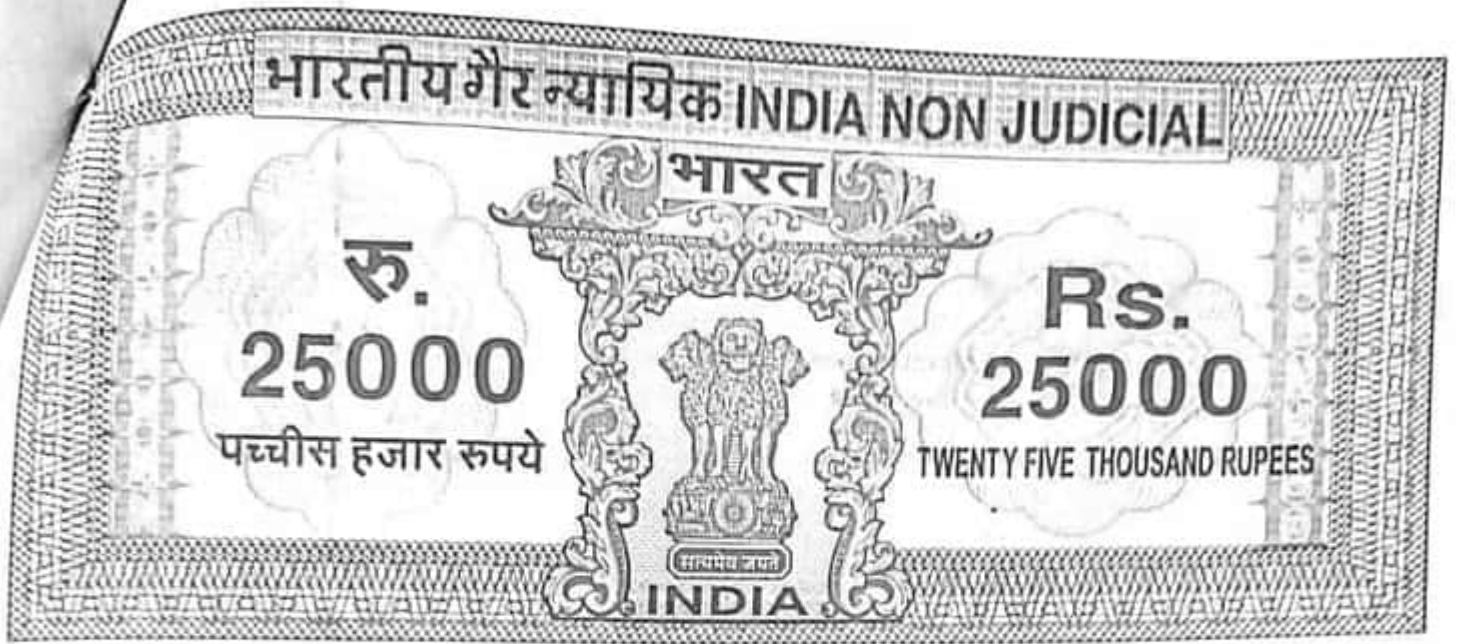 भारतीय गैर न्यायिक INDIA NON JUDICIAL
भारत
रु.
25000
पच्चीस हजार रुपये
Rs.
25000
TWENTY FIVE THOUSAND RUPEES
सत्यमेव जयते
INDIA